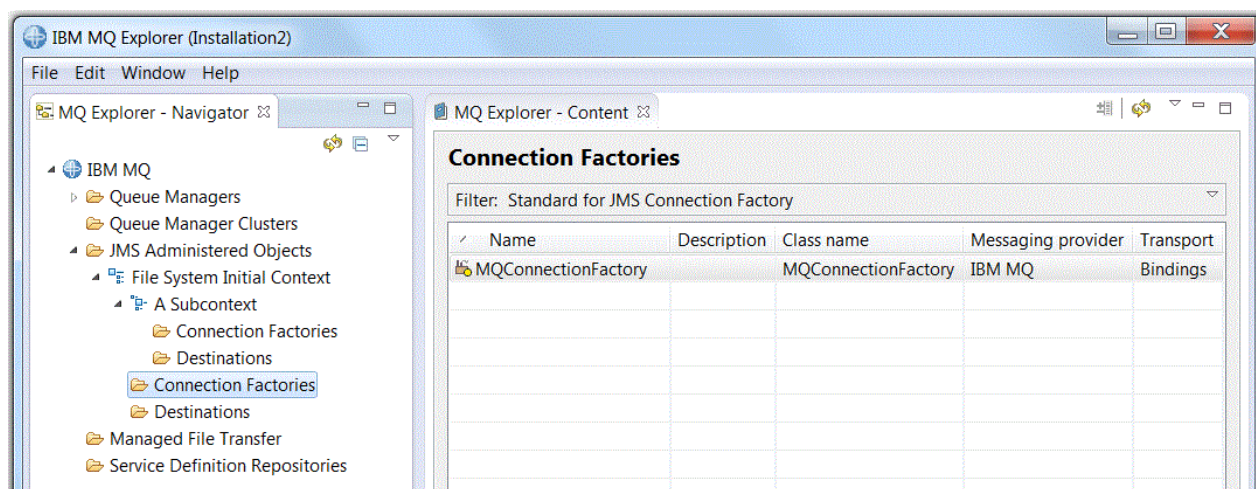 IBM MQ Explorer (Installation2)
File Edit Window Help
MQ Explorer - Navigator
IBM MQ
Queue Managers
Queue Manager Clusters
JMS Administered Objects
File System Initial Context
A Subcontext
Connection Factories
Destinations
Connection Factories
Destinations
Managed File Transfer
Service Definition Repositories
MQ Explorer - Content
Connection Factories
Filter: Standard for JMS Connection Factory
Name Description Class name Messaging provider Transport
MQConnectionFactory MQConnectionFactory IBM MQ Bindings